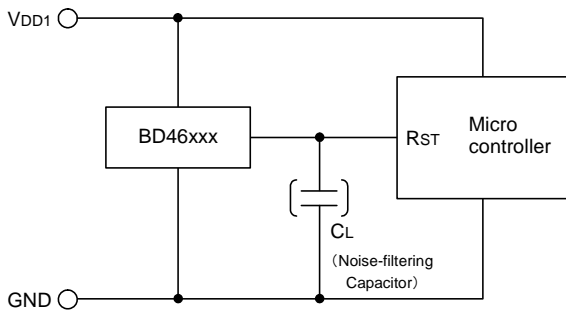 VDD1
BD46xxx
RST
Micro
controller
CL
（Noise-filtering
Capacitor）
GND